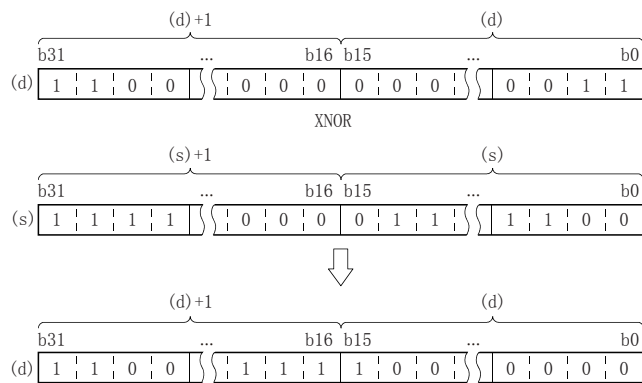 (d)+1 (d)
b31 ... b16 b15 ... b0
(d) 1 1 0 0 0 0 0 0 0 0 0 0 1 1
XNOR
(s)+1 (s)
b31 ... b16 b15 ... b0
(s) 1 1 1 1 0 0 0 0 1 1 1 1 0 0
(d)+1 (d)
b31 ... b16 b15 ... b0
(d) 1 1 0 0 1 1 1 1 0 0 0 0 0 0